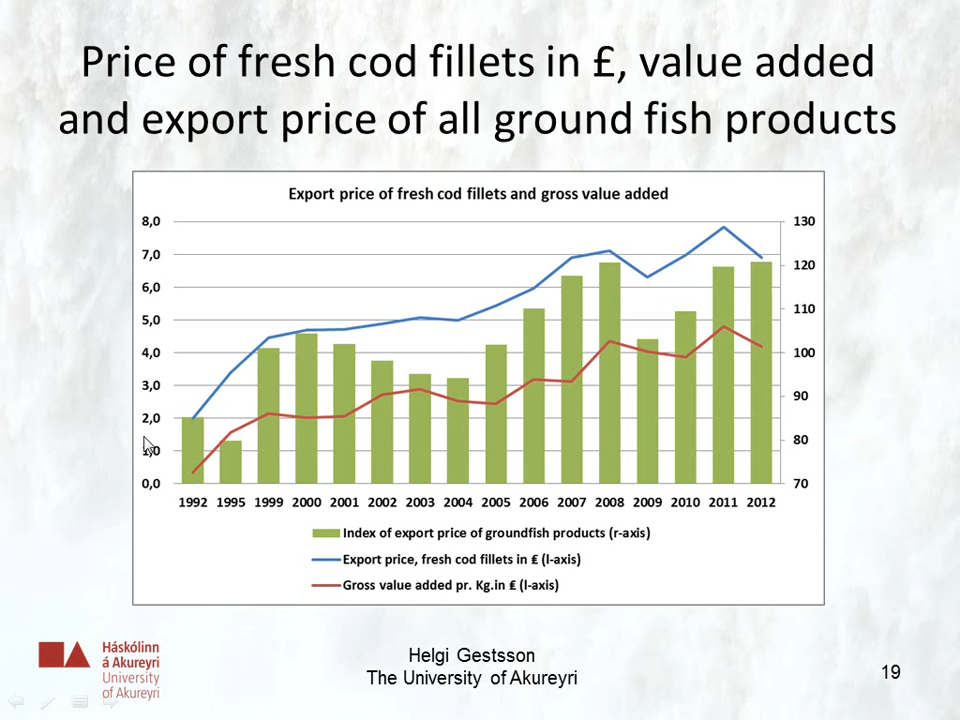 Price of fresh cod fillets in £, value added
and export price of all ground fish products
Export price of fresh cod fillets and gross value added
8,0
7,0
6,0
5,0
4,0
3,0
2,0
0,0
130
120
110
100
90
80
70
1992 1995 1999 2000 2001 2002 2003 2004 2005 2006 2007 2008 2009 2010 2011 2012
Index of export price of groundfish products (r-axis)
Export price, fresh cod fillets in £ (l-axis)
Gross value added pr. Kg.in £ (l-axis)
Háskólinn
á Akureyri
University
of Akureyri
Helgi Gestsson
The University of Akureyri
19